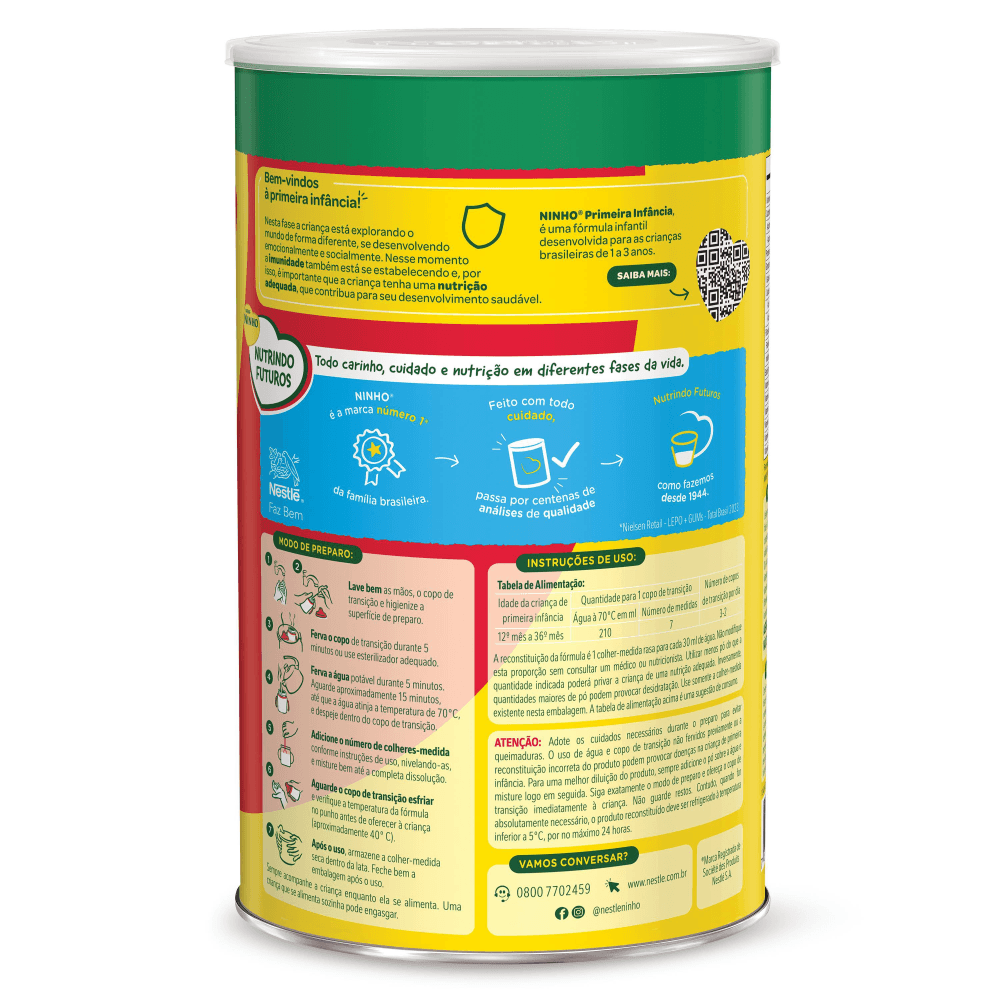 Bem-vindos
à primeira infância!
Nesta fase a criança está explorando o
mundo de forma diferente, se desenvolvendo
emocionalmente e socialmente. Nesse momento
a imunidade também está se estabelecendo e, por
isso, é importante que a criança tenha uma nutrição
adequada, que contribua para seu desenvolvimento saudável.
NINHO® Primeira Infância,
é uma fórmula infantil
desenvolvida para as crianças
brasileiras de 1 a 3 anos.
SAIBA MAIS:
NINHO
NUTRINDO
FUTUROS
Todo carinho, cuidado e nutrição em diferentes fases da vida.
NINHO®
é a marca número 1*
da família brasileira.
Feito com todo
cuidado,
passa por centenas de
análises de qualidade
Nutrindo Futuros
como fazemos
desde 1944.
Nestlé
Faz Bem
*Nielsen Retail - LEPO + GUMs - Total Brasil 2022
MODO DE PREPARO:
1
2
Lave bem as mãos, o copo de
transição e higienize a
superfície de preparo.
3
Ferva o copo de transição durante 5
minutos ou use esterilizador adequado.
4
Ferva a água potável durante 5 minutos.
Aguarde aproximadamente 15 minutos,
até que a água atinja a temperatura de 70°C,
e despeje dentro do copo de transição.
5
Adicione o número de colheres-medida
conforme instruções de uso, nivelando-as,
e misture bem até a completa dissolução.
6
Aguarde o copo de transição esfriar
e verifique a temperatura da fórmula
no punho antes de oferecer à criança
(aproximadamente 40° C).
7
Após o uso, armazene a colher-medida
seca dentro da lata. Feche bem a
embalagem após o uso.
Sempre acompanhe a criança enquanto ela se alimenta. Uma
criança que se alimenta sozinha pode engasgar.
INSTRUÇÕES DE USO:
Tabela de Alimentação:
Idade da criança de primeira infância
Quantidade para 1 copo de transição
Número de copos de transição por dia
Água à 70°C em ml
Número de medidas
12º mês a 36º mês 210 7 3-2
A reconstituição da fórmula é 1 colher-medida rasa para cada 30 ml de água. Não modifique
esta proporção sem consultar um médico ou nutricionista. Utilizar menos pó do que a
quantidade indicada poderá privar a criança de uma nutrição adequada. Inversamente,
quantidades maiores de pó podem provocar desidratação. Use somente a colher-medida
existente nesta embalagem. A tabela de alimentação acima é uma sugestão de consumo.
ATENÇÃO: Adote os cuidados necessários durante o preparo para evitar
queimaduras. O uso de água e copo de transição não fervidos previamente ou a
reconstituição incorreta do produto podem provocar doenças na criança de primeira
infância. Para uma melhor diluição do produto, sempre adicione o pó sobre a água e
misture logo em seguida. Siga exatamente o modo de preparo e ofereça o copo de
transição imediatamente à criança. Não guarde restos. Contudo, quando for
absolutamente necessário, o produto reconstituído deve ser refrigerado à temperatura
inferior a 5°C, por no máximo 24 horas.
VAMOS CONVERSAR?
0800 7702459
www.nestle.com.br
@nestleninho
*Marca Registrada de
Société des Produits
Nestlé S.A.